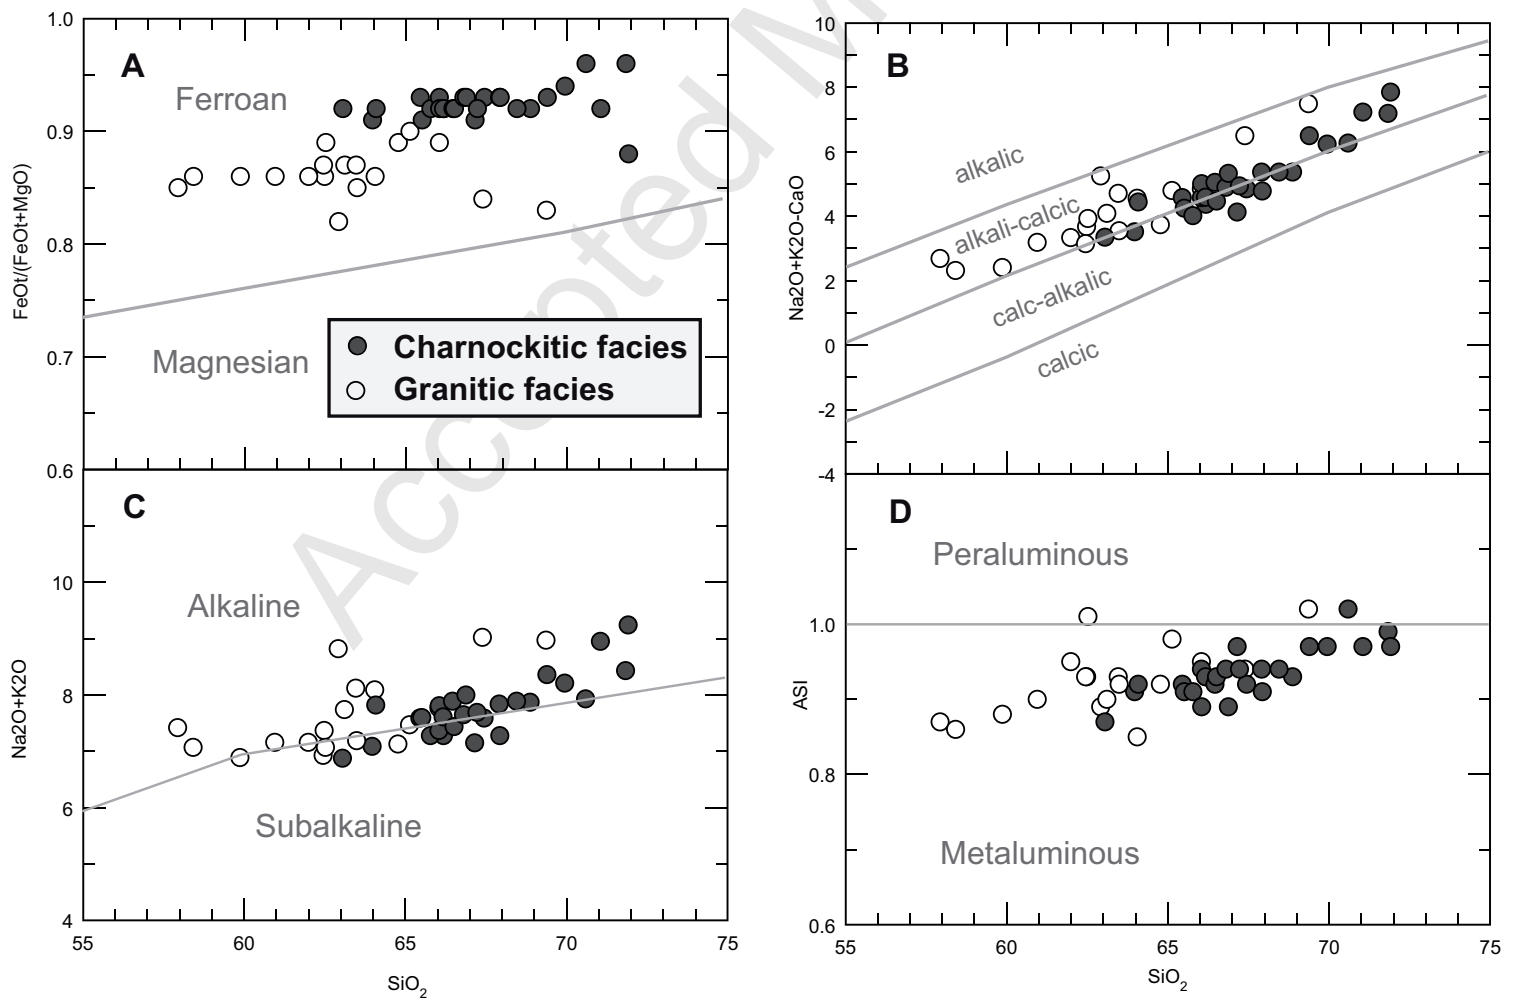 A
Ferroan
Magnesian
Charnockitic facies
Granitic facies
FeOt/(FeOt+MgO)
1.0
0.9
0.8
0.7
0.6
B
alkalic
alkali-calcic
calc-alkalic
calcic
Na2O+K2O-CaO
10
8
6
4
2
0
-2
-4
C
Alkaline
Subalkaline
Na2O+K2O
10
8
6
4
55 60 65 70 75
SiO2
D
Peraluminous
Metaluminous
ASI
1.0
0.8
0.6
55 60 65 70 75
SiO2
Accepted M